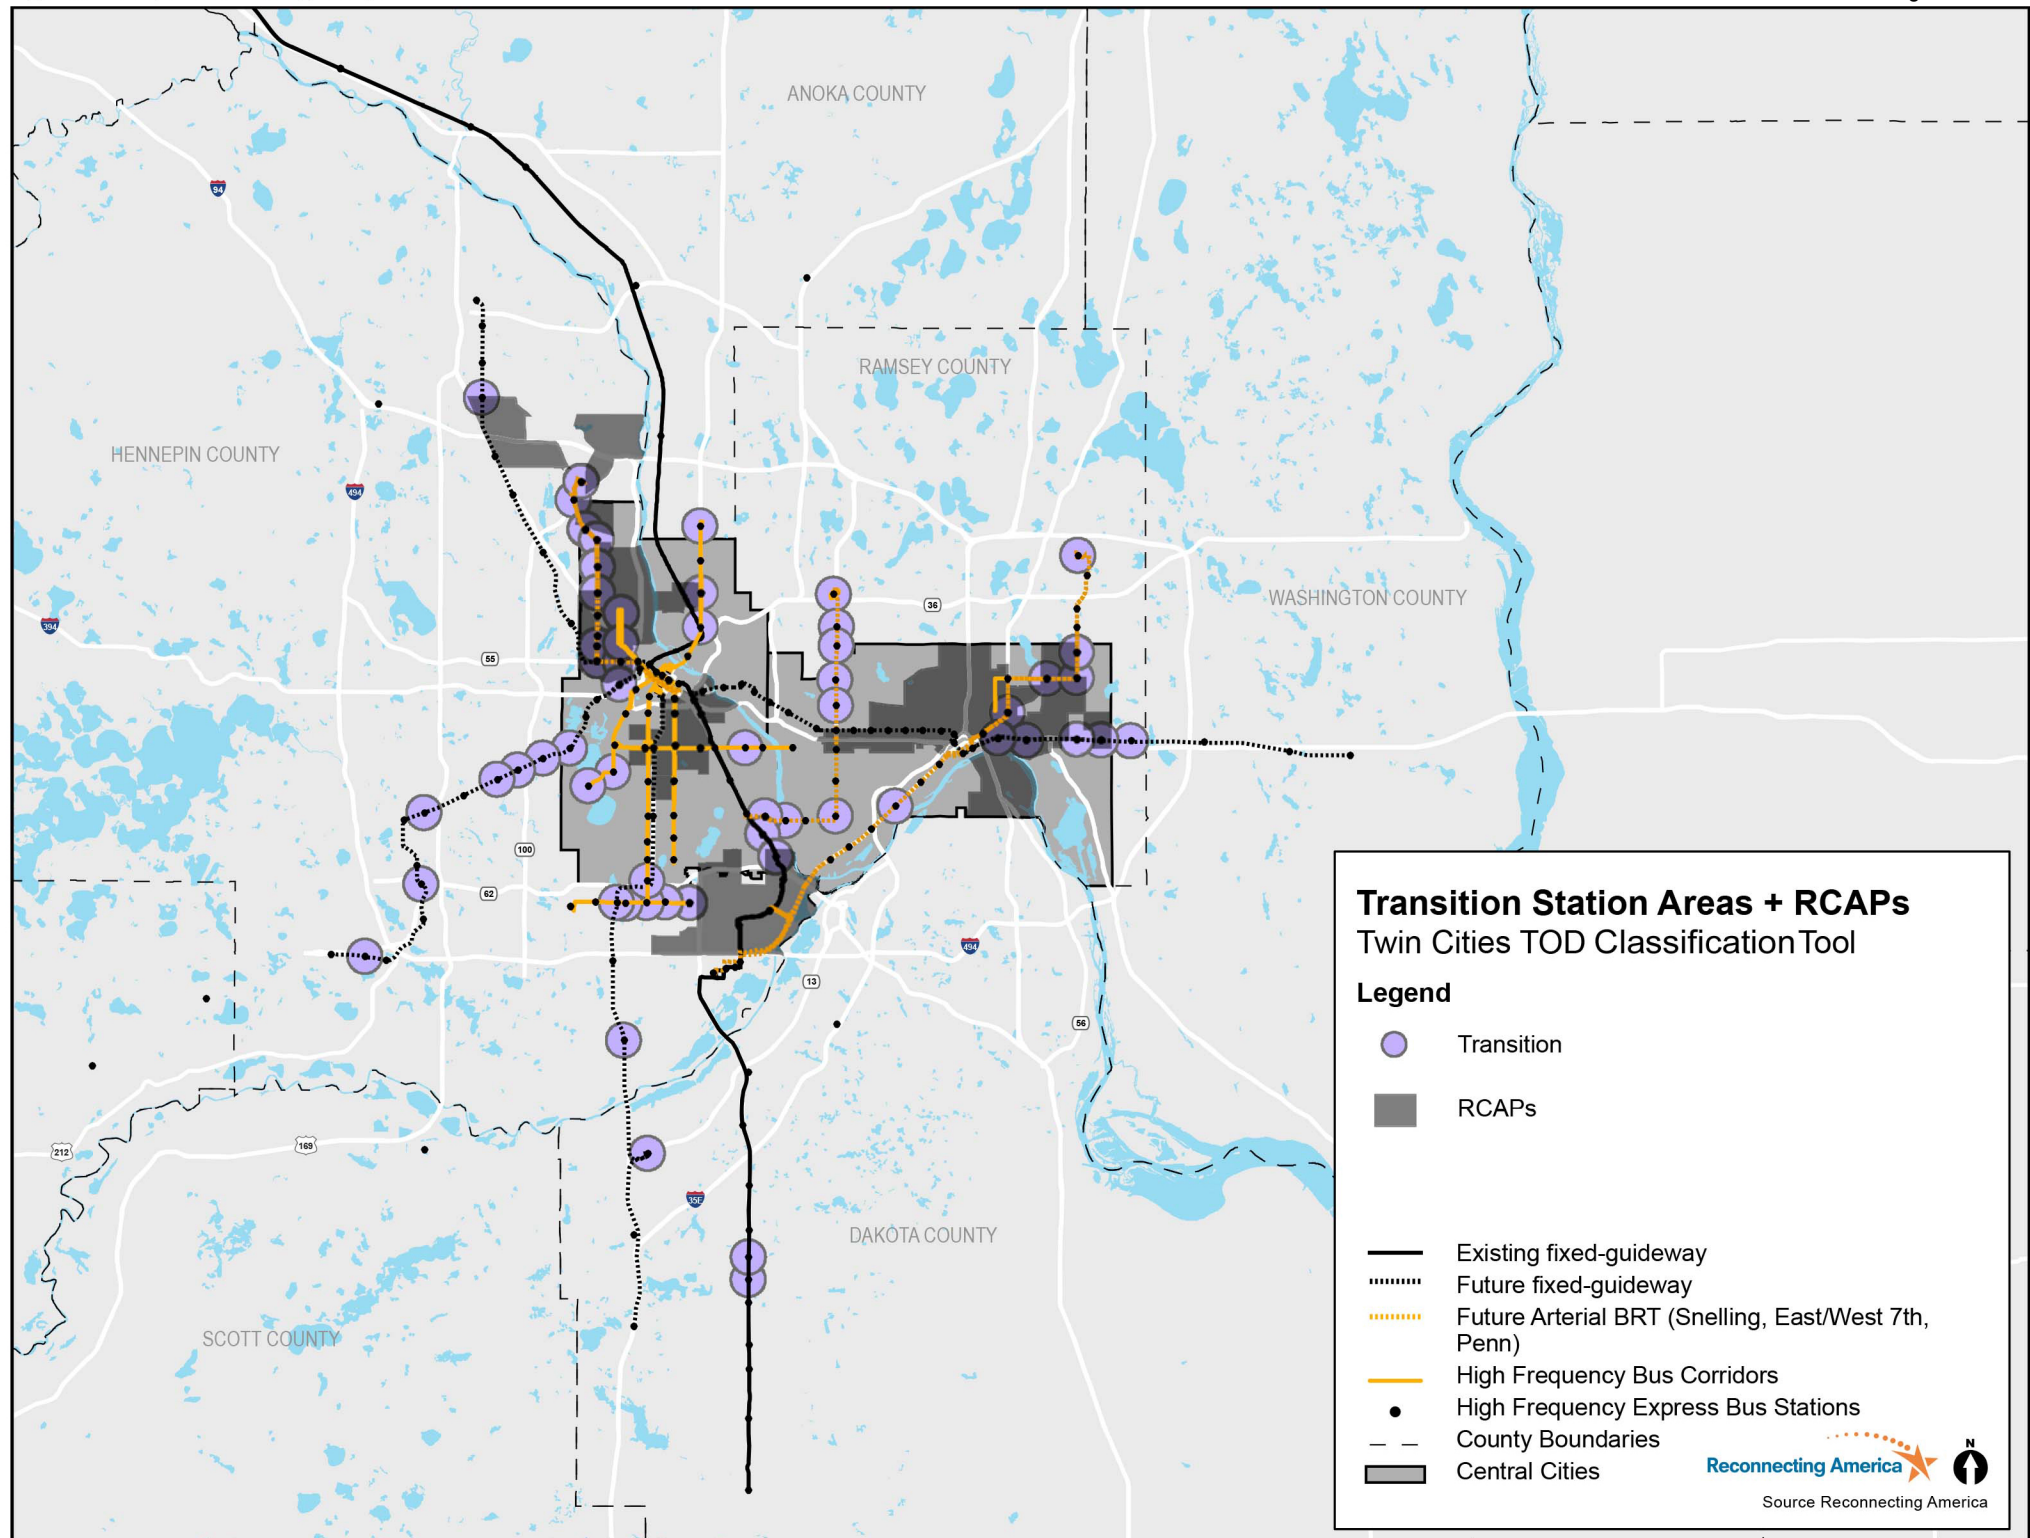 ANOKA COUNTY
94
RAMSEY COUNTY
HENNEPIN COUNTY
494
36
WASHINGTON COUNTY
394
55
100
62
494
13
56
212
169
35E
DAKOTA COUNTY
SCOTT COUNTY
Transition Station Areas + RCAPs
Twin Cities TOD Classification Tool
Legend
Transition
RCAPs
Existing fixed-guideway
Future fixed-guideway
Future Arterial BRT (Snelling, East/West 7th,
Penn)
High Frequency Bus Corridors
High Frequency Express Bus Stations
County Boundaries
Central Cities
Reconnecting America
N
Source Reconnecting America